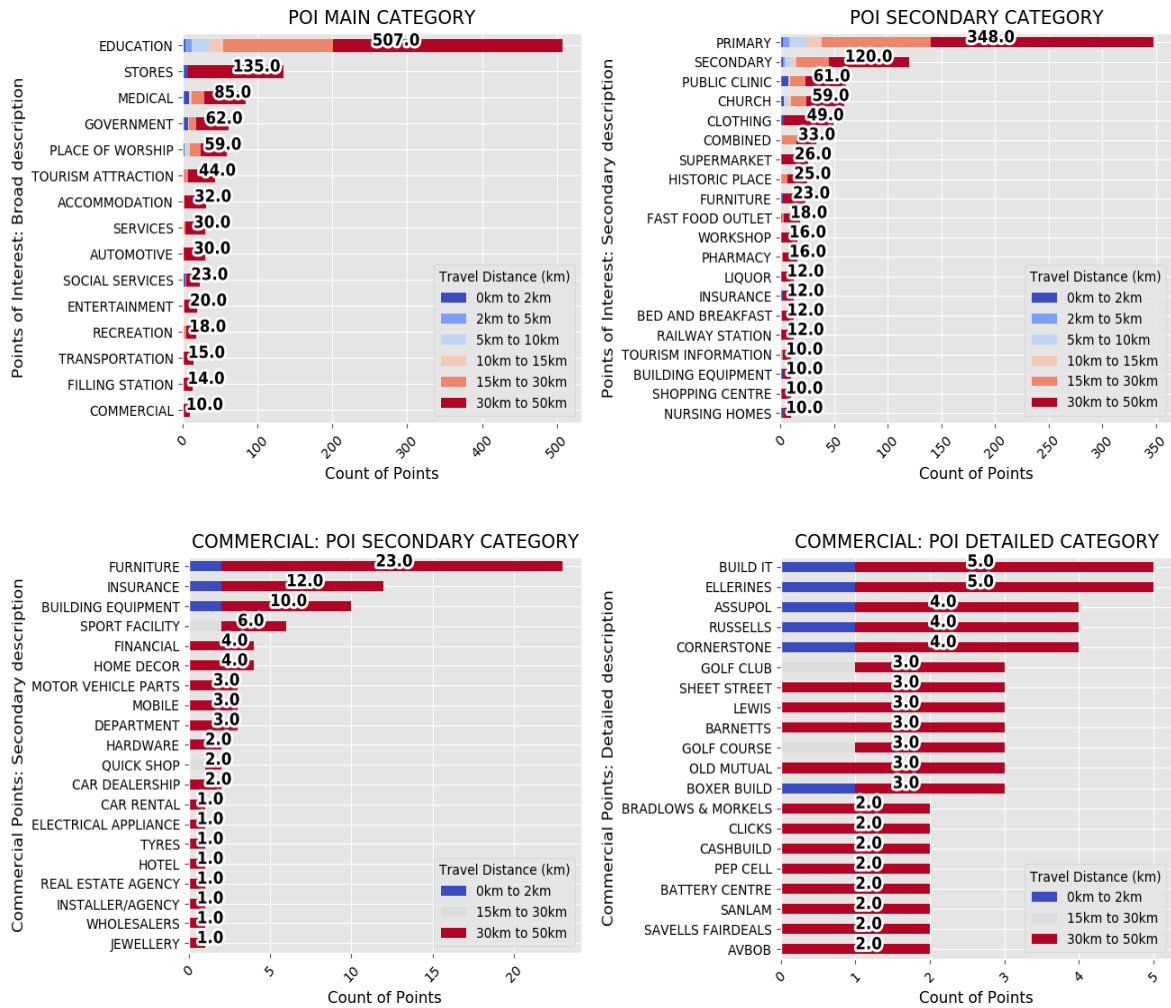 POI MAIN CATEGORY
Points of Interest: Broad description
EDUCATION 507.0
STORES 135.0
MEDICAL 85.0
GOVERNMENT 62.0
PLACE OF WORSHIP 59.0
TOURISM ATTRACTION 44.0
ACCOMMODATION 32.0
SERVICES 30.0
AUTOMOTIVE 30.0
SOCIAL SERVICES 23.0
ENTERTAINMENT 20.0
RECREATION 18.0
TRANSPORTATION 15.0
FILLING STATION 14.0
COMMERCIAL 10.0
Travel Distance (km)
0km to 2km
2km to 5km
5km to 10km
10km to 15km
15km to 30km
30km to 50km
0 100 200 300 400 500
Count of Points
POI SECONDARY CATEGORY
Points of Interest: Secondary description
PRIMARY 348.0
SECONDARY 120.0
PUBLIC CLINIC 61.0
CHURCH 59.0
CLOTHING 49.0
COMBINED 33.0
SUPERMARKET 26.0
HISTORIC PLACE 25.0
FURNITURE 23.0
FAST FOOD OUTLET 18.0
WORKSHOP 16.0
PHARMACY 16.0
LIQUOR 12.0
INSURANCE 12.0
BED AND BREAKFAST 12.0
RAILWAY STATION 12.0
TOURISM INFORMATION 10.0
BUILDING EQUIPMENT 10.0
SHOPPING CENTRE 10.0
NURSING HOMES 10.0
Travel Distance (km)
0km to 2km
2km to 5km
5km to 10km
10km to 15km
15km to 30km
30km to 50km
0 50 100 150 200 250 300 350
Count of Points
COMMERCIAL: POI SECONDARY CATEGORY
Commercial Points: Secondary description
FURNITURE 23.0
INSURANCE 12.0
BUILDING EQUIPMENT 10.0
SPORT FACILITY 6.0
FINANCIAL 4.0
HOME DECOR 4.0
MOTOR VEHICLE PARTS 3.0
MOBILE 3.0
DEPARTMENT 3.0
HARDWARE 2.0
QUICK SHOP 2.0
CAR DEALERSHIP 2.0
CAR RENTAL 1.0
ELECTRICAL APPLIANCE 1.0
TYRES 1.0
HOTEL 1.0
REAL ESTATE AGENCY 1.0
INSTALLER/AGENCY 1.0
WHOLESALERS 1.0
JEWELLERY 1.0
Travel Distance (km)
0km to 2km
15km to 30km
30km to 50km
0 5 10 15 20
Count of Points
COMMERCIAL: POI DETAILED CATEGORY
Commercial Points: Detailed description
BUILD IT 5.0
ELLERINES 5.0
ASSUPOL 4.0
RUSSELLS 4.0
CORNERSTONE 4.0
GOLF CLUB 3.0
SHEET STREET 3.0
LEWIS 3.0
BARNETTS 3.0
GOLF COURSE 3.0
OLD MUTUAL 3.0
BOXER BUILD 3.0
BRADLOWS & MORKELS 2.0
CLICKS 2.0
CASHBUILD 2.0
PEP CELL 2.0
BATTERY CENTRE 2.0
SANLAM 2.0
SAVELLS FAIRDEALS 2.0
AVBOB 2.0
Travel Distance (km)
0km to 2km
15km to 30km
30km to 50km
0 1 2 3 4 5
Count of Points